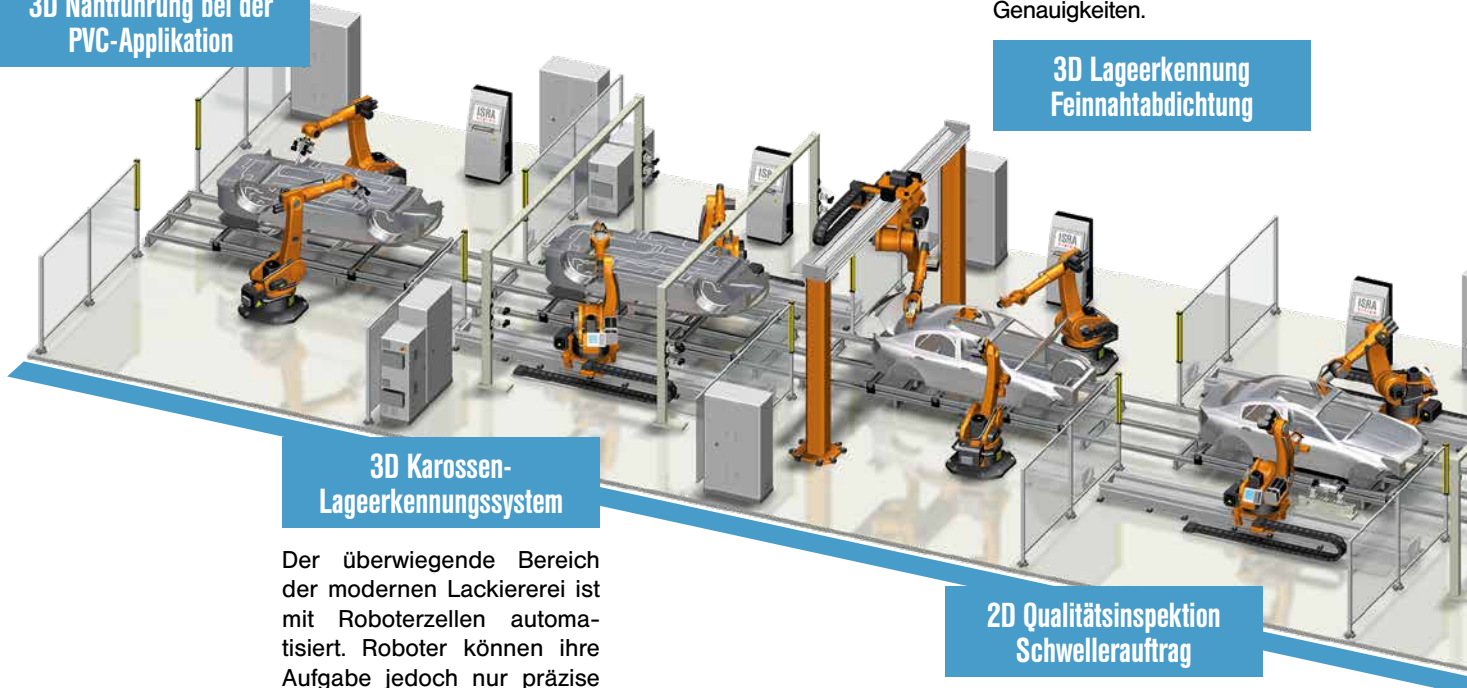 3D Nahtführung bei der
PVC-Applikation
Genauigkeiten.
3D Lageerkennung
Feinnahtabdichtung
ISRA
ISRA
ISRA
3D Karossen-
Lageerkennungssystem
Der überwiegende Bereich
der modernen Lackiererei ist
mit Roboterzellen automa-
tisiert. Roboter können ihre
Aufgabe jedoch nur präzise
2D Qualitätsinspektion
Schwellerauftrag